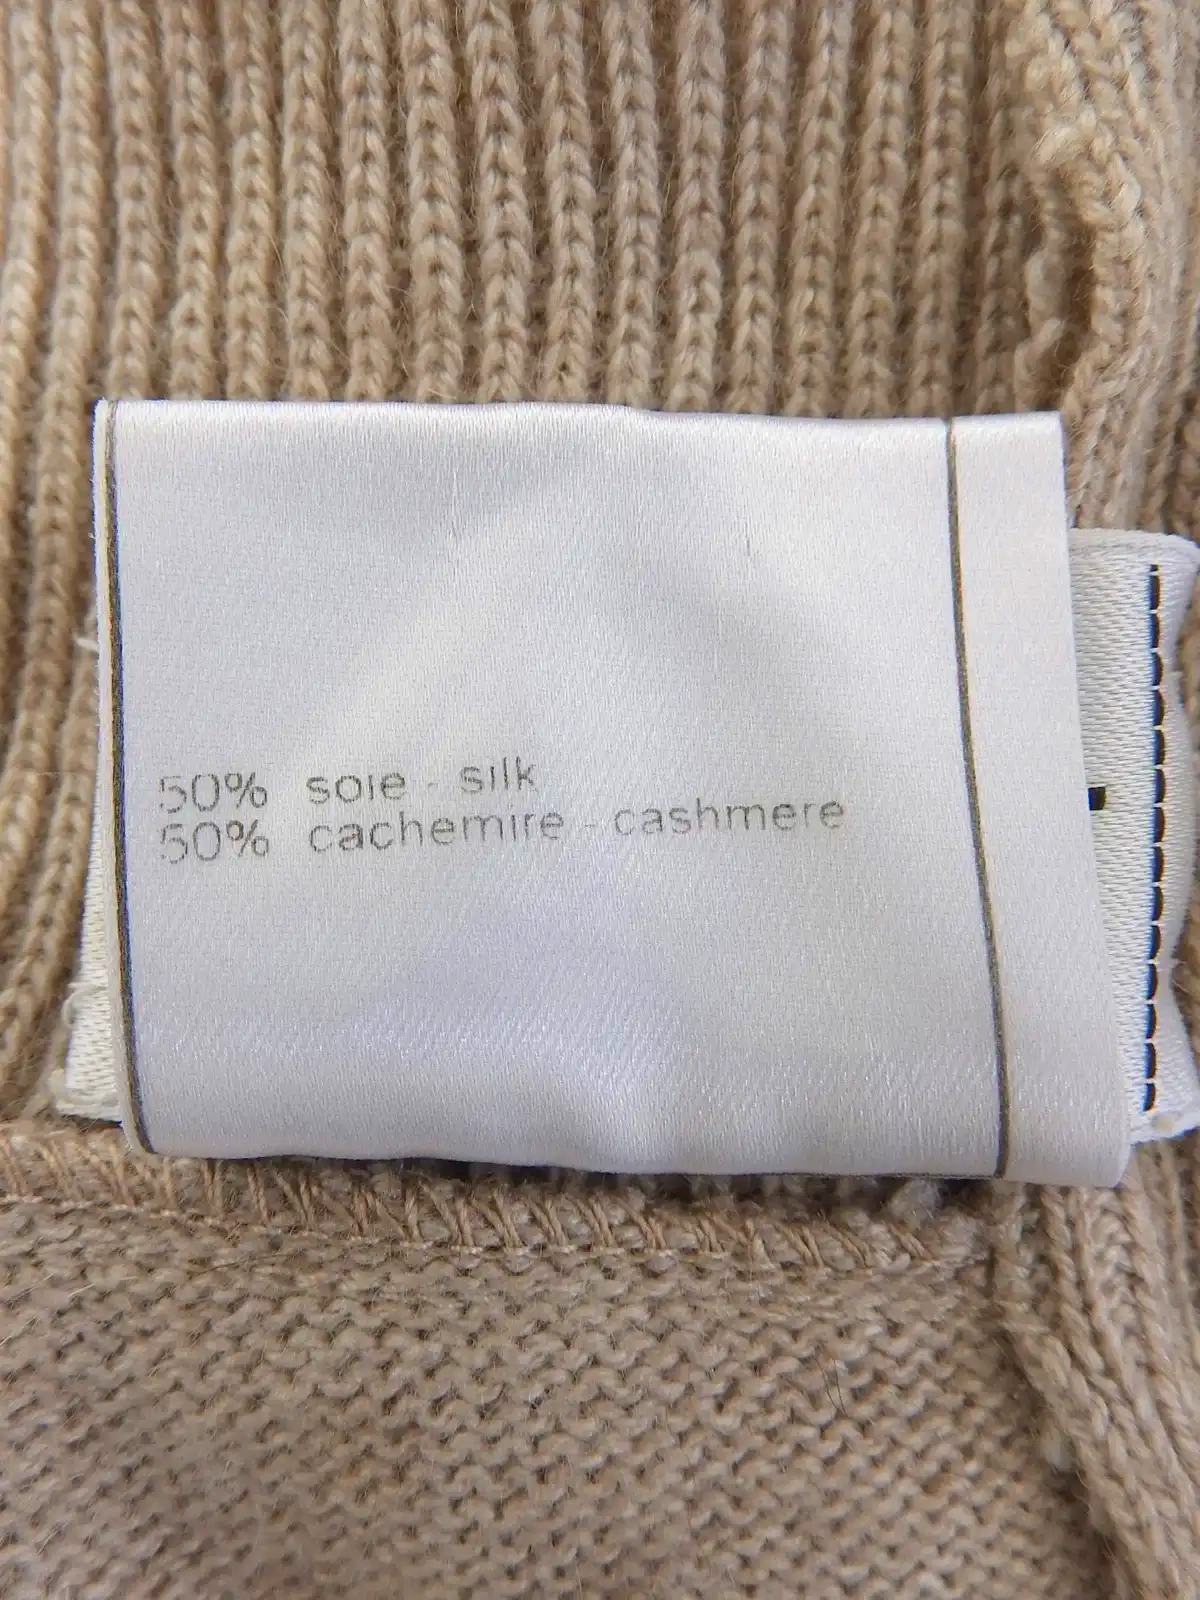 50% soie - silk
50% cachemire - cashmere